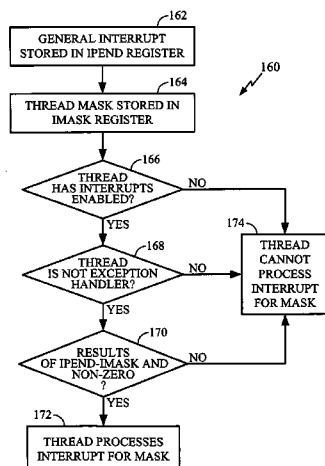 162
GENERAL INTERRUPT
STORED IN IPEND REGISTER
164
160
THREAD MASK STORED IN
IMASK REGISTER
166
THREAD
HAS INTERRUPTS
ENABLED?
NO
YES
174
THREAD
CANNOT
PROCESS
INTERRUPT
FOR MASK
168
THREAD
IS NOT EXCEPTION
HANDLER?
NO
YES
170
RESULTS
OF IPEND-IMASK AND
NON-ZERO
?
NO
YES
172
THREAD PROCESSES
INTERRUPT FOR MASK